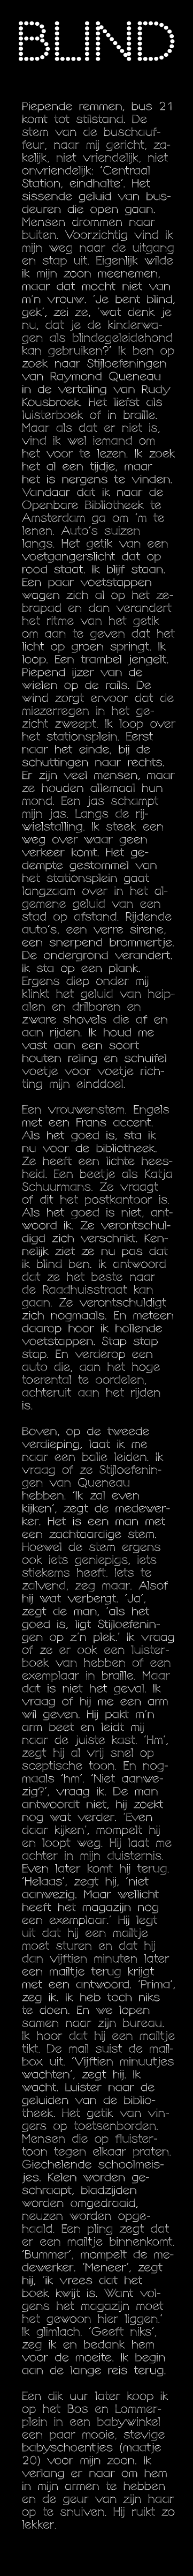 BLIND
Piepende remmen, bus 21
komt tot stilstand. De
stem van de buschauf-
feur, naar mij gericht, za-
kelijk, niet vriendelijk, niet
onvriendelijk: ‘Centraal
Station, eindhalte’. Het
sissende geluid van bus-
deuren die open gaan.
Mensen drommen naar
buiten. Voorzichtig vind ik
mijn weg naar de uitgang
en stap uit. Eigenlijk wilde
ik mijn zoon meenemen,
maar dat mocht niet van
m’n vrouw. ‘Je bent blind,
gek’, zei ze, ‘wat denk je
nu, dat je de kinderwa-
gen als blindegeleidehond
kan gebruiken?’ Ik ben op
zoek naar Stijloefeningen
van Raymond Queneau
in de vertaling van Rudy
Kousbroek. Het liefst als
luisterboek of in braille.
Maar als dat er niet is,
vind ik wel iemand om
het voor te lezen. Ik zoek
het al een tijdje, maar
het is nergens te vinden.
Vandaar dat ik naar de
Openbare Bibliotheek te
Amsterdam ga om ‘m te
lenen. Auto’s suizen
langs. Het getik van een
voetgangerslicht dat op
rood staat. Ik blijf staan.
Een paar voetstappen
wagen zich al op het ze-
brapad en dan verandert
het ritme van het getik
om aan te geven dat het
licht op groen springt. Ik
loop. Een trambel jengelt.
Piepend ijzer van de
wielen op de rails. De
wind zorgt ervoor dat de
miezerregen in het ge-
zicht zweept. Ik loop over
het stationsplein. Eerst
naar het einde, bij de
schuttingen naar rechts.
Er zijn veel mensen, maar
ze houden allemaal hun
mond. Een jas schampt
mijn jas. Langs de rij-
wielstalling. Ik steek een
weg over waar geen
verkeer komt. Het ge-
dempte gestommel van
het stationsplein gaat
langzaam over in het al-
gemene geluid van een
stad op afstand. Rijdende
auto’s, een verre sirene,
een snerpend brommertje.
De ondergrond verandert.
Ik sta op een plank.
Ergens diep onder mij
klinkt het geluid van heip-
alen en drilboren en
zware shovels die af en
aan rijden. Ik houd me
vast aan een soort
houten reling en schuifel
voetje voor voetje rich-
ting mijn einddoel.
Een vrouwenstem. Engels
met een Frans accent.
Als het goed is, sta ik
nu voor de bibliotheek.
Ze heeft een lichte hees-
heid. Een beetje als Katja
Schuurmans. Ze vraagt
of dit het postkantoor is.
Als het goed is niet, ant-
woord ik. Ze verontschul-
digd zich verschrikt. Ken-
nelijk ziet ze nu pas dat
ik blind ben. Ik antwoord
dat ze het beste naar
de Raadhuisstraat kan
gaan. Ze verontschuldigt
zich nogmaals. En meteen
daarop hoor ik hollende
voetstappen. Stap stap
stap. En verderop een
auto die, aan het hoge
toerental te oordelen,
achteruit aan het rijden
is.
Boven, op de tweede
verdieping, laat ik me
naar een balie leiden. Ik
vraag of ze Stijloefenin-
gen van Queneau
hebben. ‘Ik zal even
kijken’, zegt de medewer-
ker. Het is een man met
een zachtaardige stem.
Hoewel de stem ergens
ook iets geniepigs, iets
stiekems heeft. Iets te
zalvend, zeg maar. Alsof
hij wat verbergt. ‘Ja’,
zegt de man, ‘als het
goed is, ligt Stijloefenin-
gen op z’n plek.’ Ik vraag
of ze er ook een luister-
boek van hebben of een
exemplaar in braille. Maar
dat is niet het geval. Ik
vraag of hij me een arm
wil geven. Hij pakt m’n
arm beet en leidt mij
naar de juiste kast. ‘Hm’,
zegt hij al vrij snel op
sceptische toon. En nog-
maals ‘hm’. ‘Niet aanwe-
zig?’, vraag ik. De man
antwoordt niet, hij zoekt
nog wat verder. ‘Even
daar kijken’, mompelt hij
en loopt weg. Hij laat me
achter in mijn duisternis.
Even later komt hij terug.
‘Helaas’, zegt hij, ‘niet
aanwezig. Maar wellicht
heeft het magazijn nog
een exemplaar.’ Hij legt
uit dat hij een mailtje
moet sturen en dat hij
dan vijftien minuten later
een mailtje terug krijgt
met een antwoord. ‘Prima’,
zeg ik. Ik heb toch niks
te doen. En we lopen
samen naar zijn bureau.
Ik hoor dat hij een mailtje
tikt. De mail suist de mail-
box uit. ‘Vijftien minuutjes
wachten’, zegt hij. Ik
wacht. Luister naar de
geluiden van de biblio-
theek. Het getik van vin-
gers op toetsenborden.
Mensen die op fluister-
toon tegen elkaar praten.
Giechelende schoolmeis-
jes. Kelen worden ge-
schraapt, bladzijden
worden omgedraaid,
neuzen worden opge-
haald. Een pling zegt dat
er een mailtje binnenkomt.
‘Bummer’, mompelt de me-
dewerker. ‘Meneer’, zegt
hij, ‘ik vrees dat het
boek kwijt is. Want vol-
gens het magazijn moet
het gewoon hier liggen.’
Ik glimlach. ‘Geeft niks’,
zeg ik en bedank hem
voor de moeite. Ik begin
aan de lange reis terug.
Een dik uur later koop ik
op het Bos en Lommer-
plein in een babywinkel
een paar mooie, stevige
babyschoentjes (maatje
20) voor mijn zoon. Ik
verlang er naar om hem
in mijn armen te hebben
en de geur van zijn haar
op te snuiven. Hij ruikt zo
lekker.